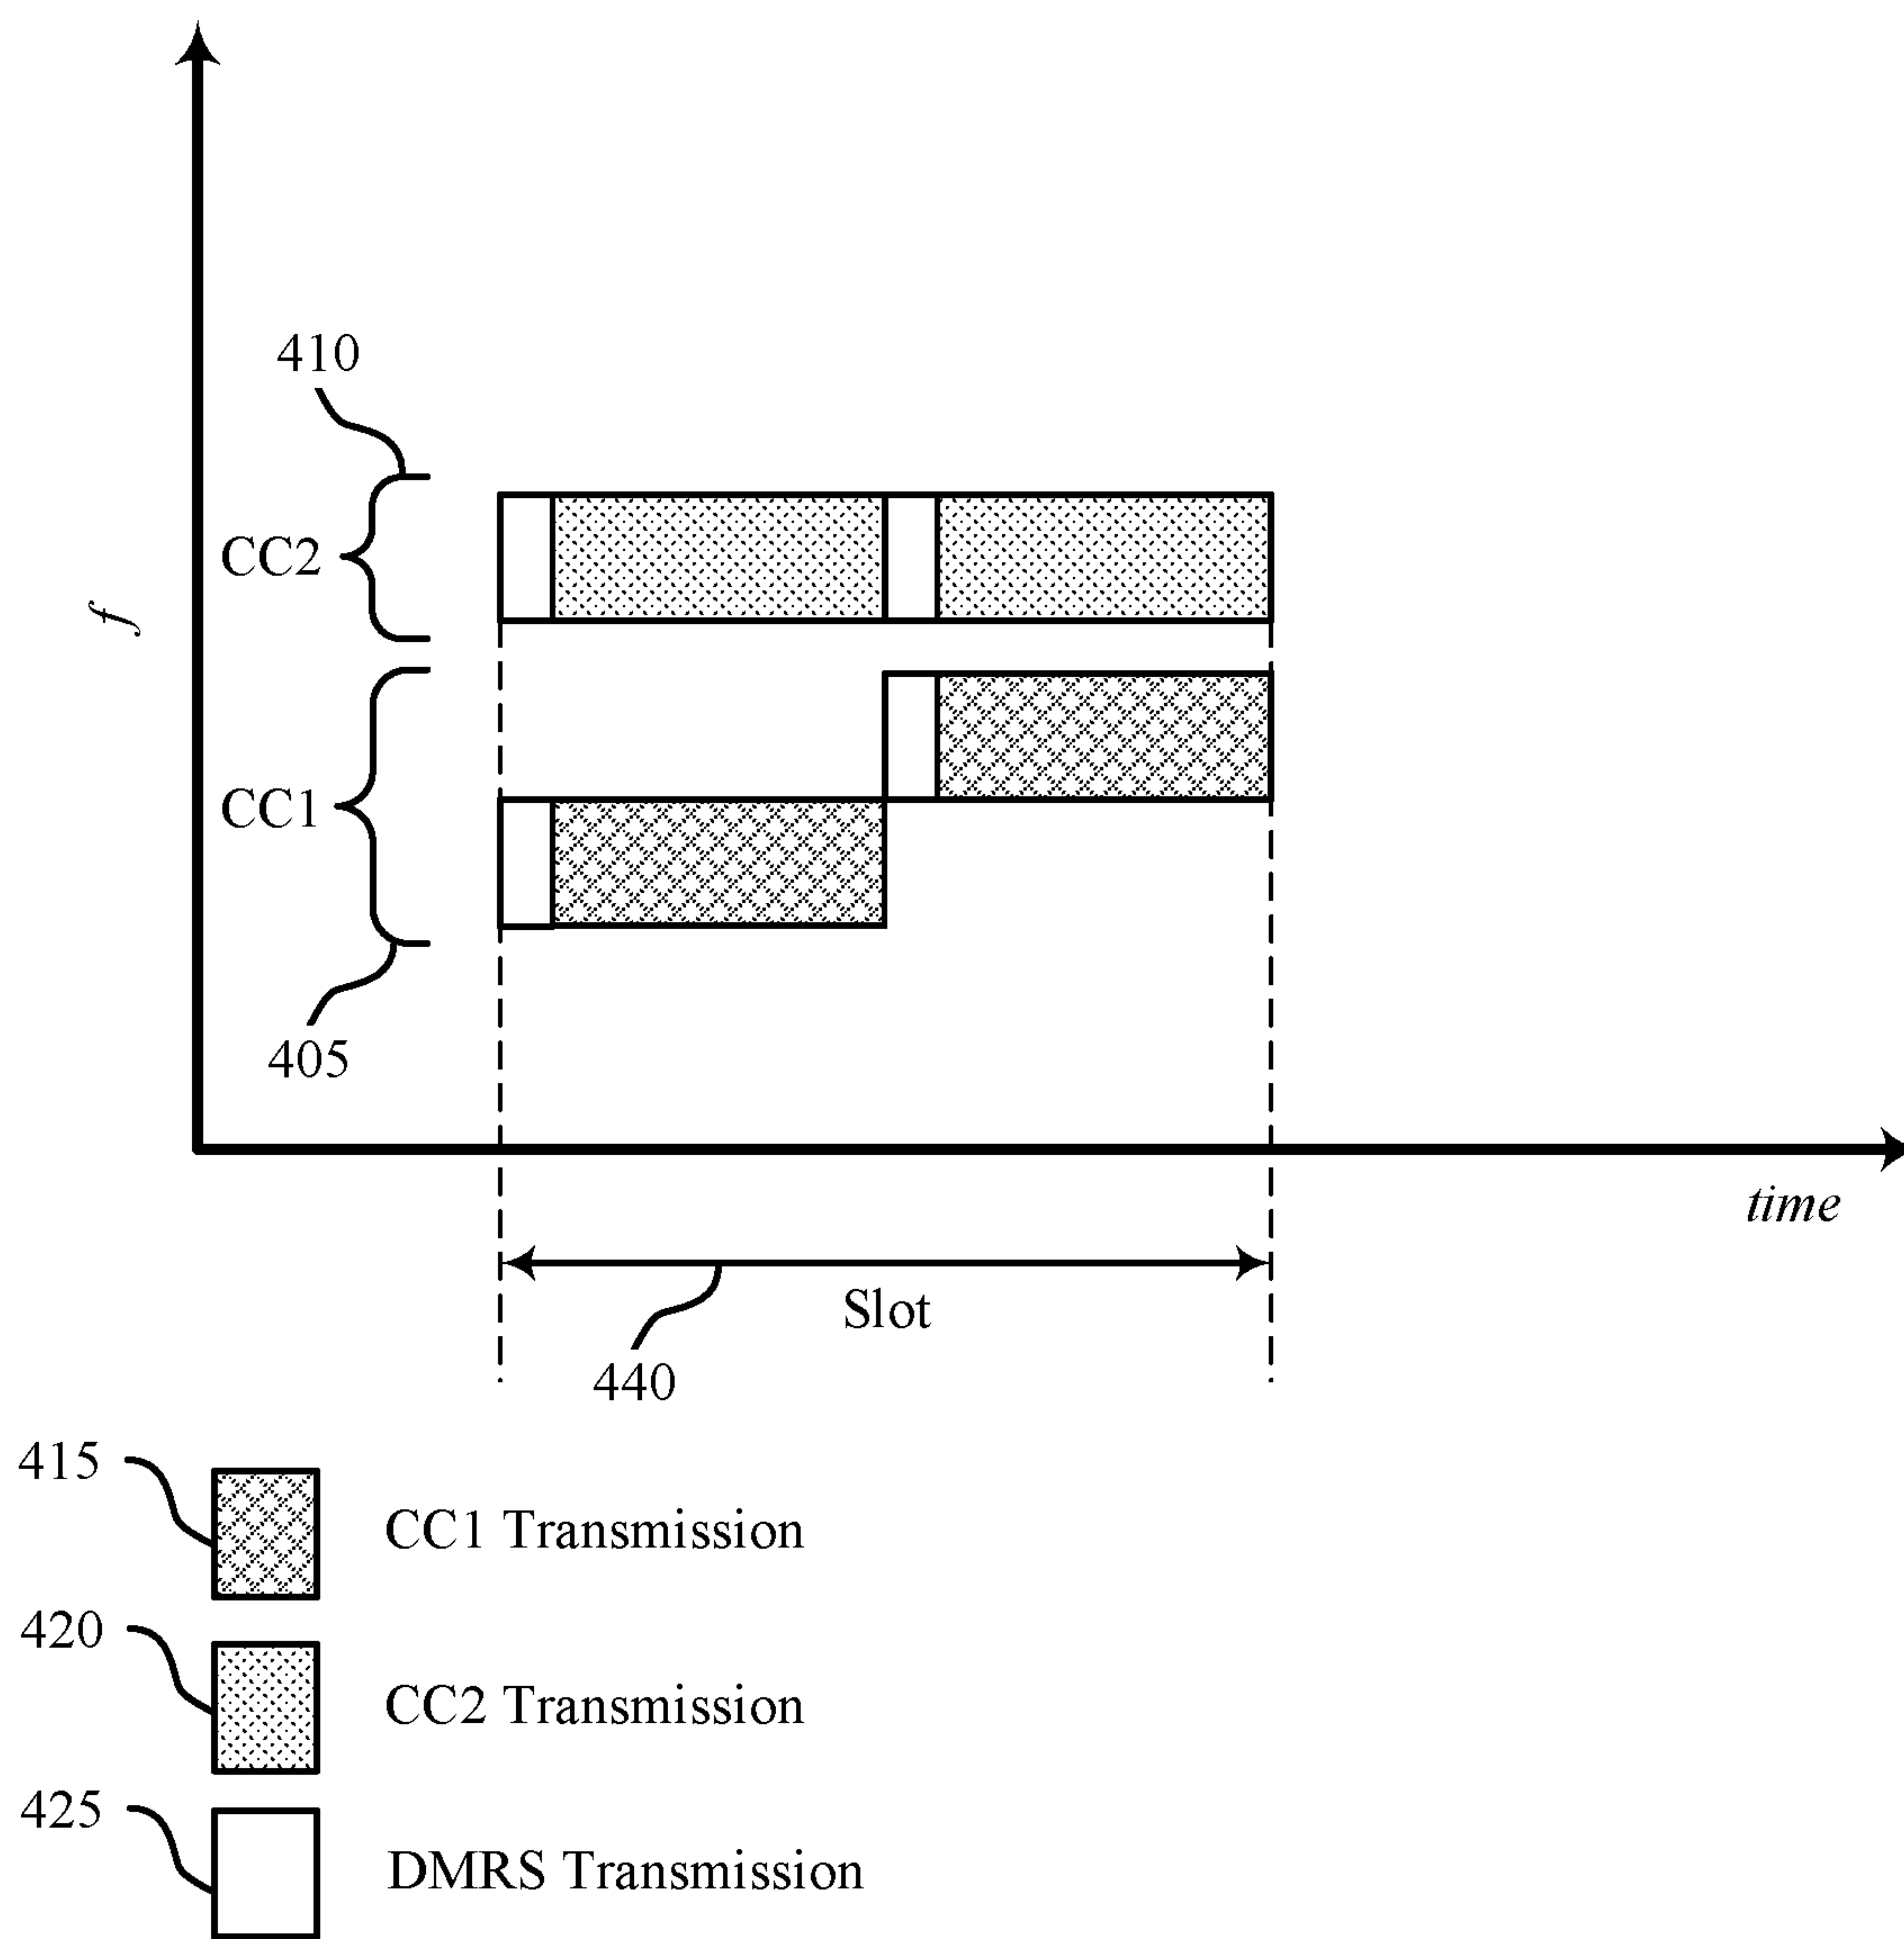 410
CC2
f
CC1
405
time
Slot
440
415
CC1 Transmission
420
CC2 Transmission
425
DMRS Transmission